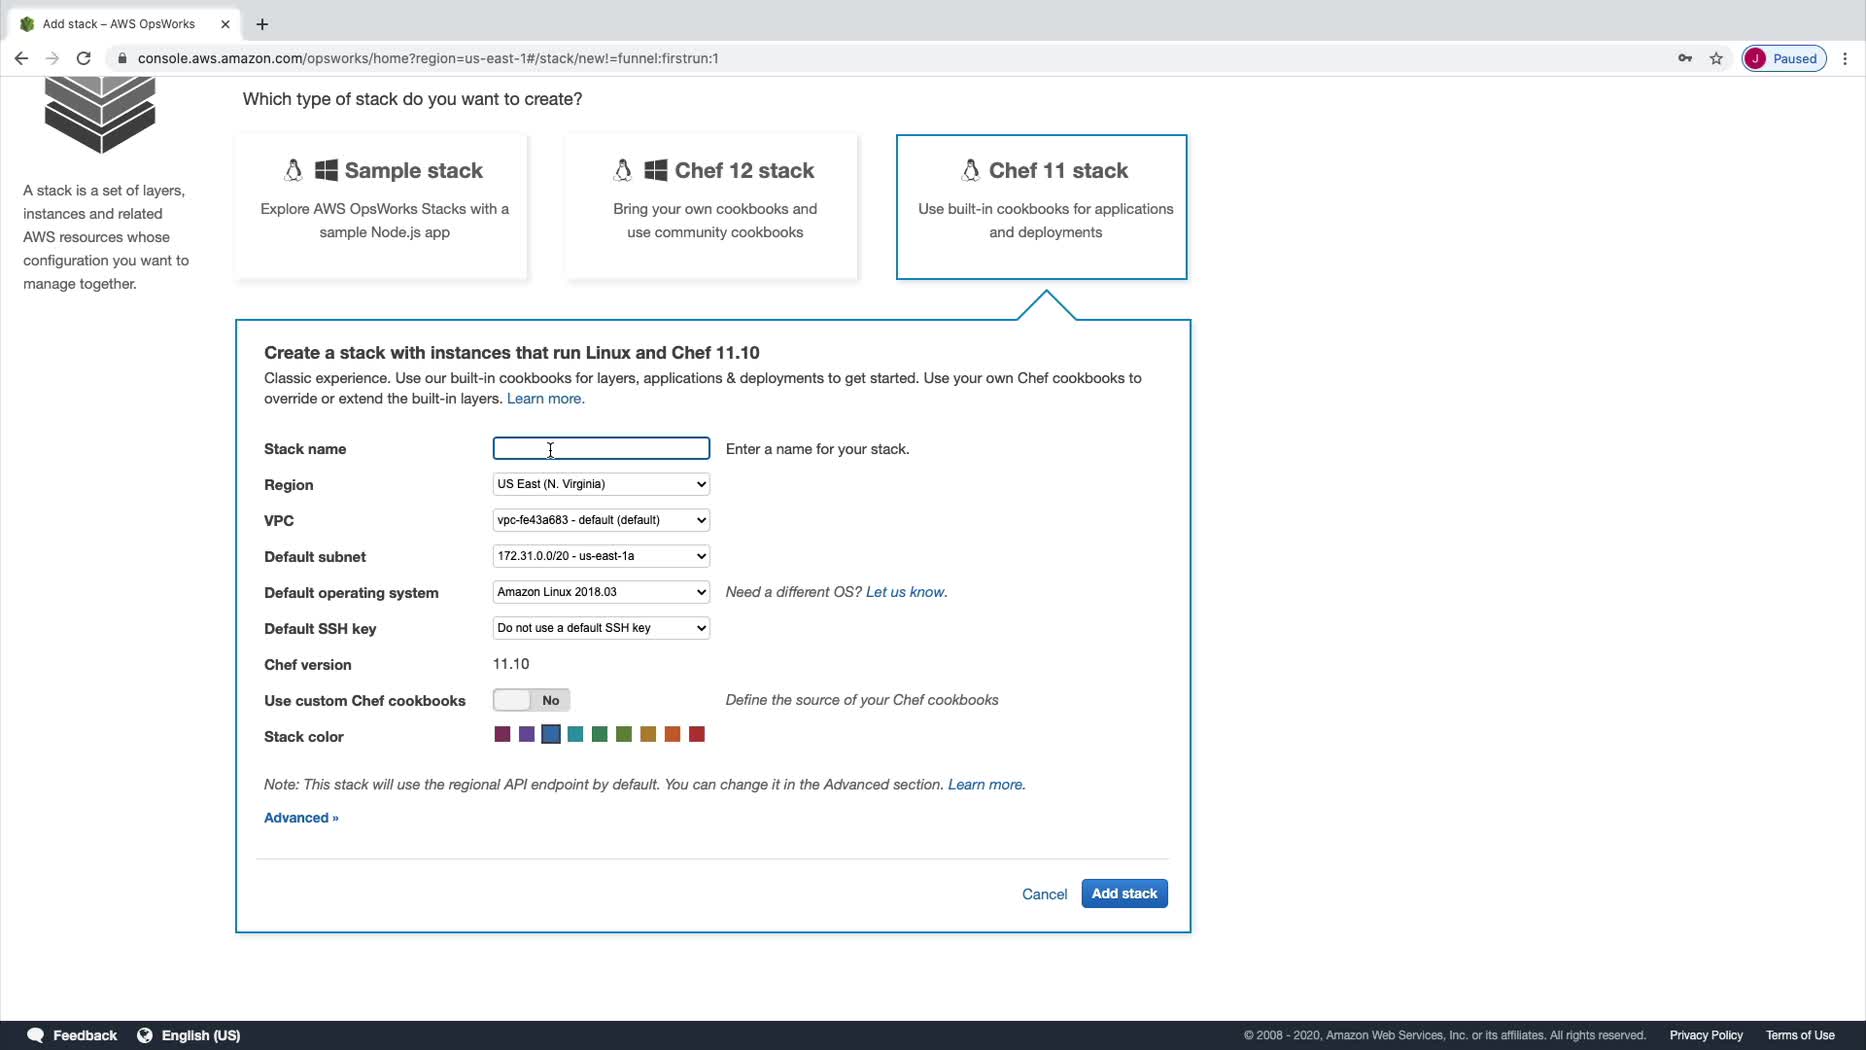 Add stack – AWS OpsWorks
console.aws.amazon.com/opsworks/home?region=us-east-1#/stack/new!=funnel:firstrun:1
J Paused
Which type of stack do you want to create?
A stack is a set of layers,
instances and related
AWS resources whose
configuration you want to
manage together.
Sample stack
Explore AWS OpsWorks Stacks with a
sample Node.js app
Chef 12 stack
Bring your own cookbooks and
use community cookbooks
Chef 11 stack
Use built-in cookbooks for applications
and deployments
Create a stack with instances that run Linux and Chef 11.10
Classic experience. Use our built-in cookbooks for layers, applications & deployments to get started. Use your own Chef cookbooks to
override or extend the built-in layers. Learn more.
Stack name Enter a name for your stack.
Region US East (N. Virginia)
VPC vpc-fe43a683 - default (default)
Default subnet 172.31.0.0/20 - us-east-1a
Default operating system Amazon Linux 2018.03 Need a different OS? Let us know.
Default SSH key Do not use a default SSH key
Chef version 11.10
Use custom Chef cookbooks No Define the source of your Chef cookbooks
Stack color
Note: This stack will use the regional API endpoint by default. You can change it in the Advanced section. Learn more.
Advanced »
Cancel Add stack
Feedback English (US) © 2008 - 2020, Amazon Web Services, Inc. or its affiliates. All rights reserved. Privacy Policy Terms of Use